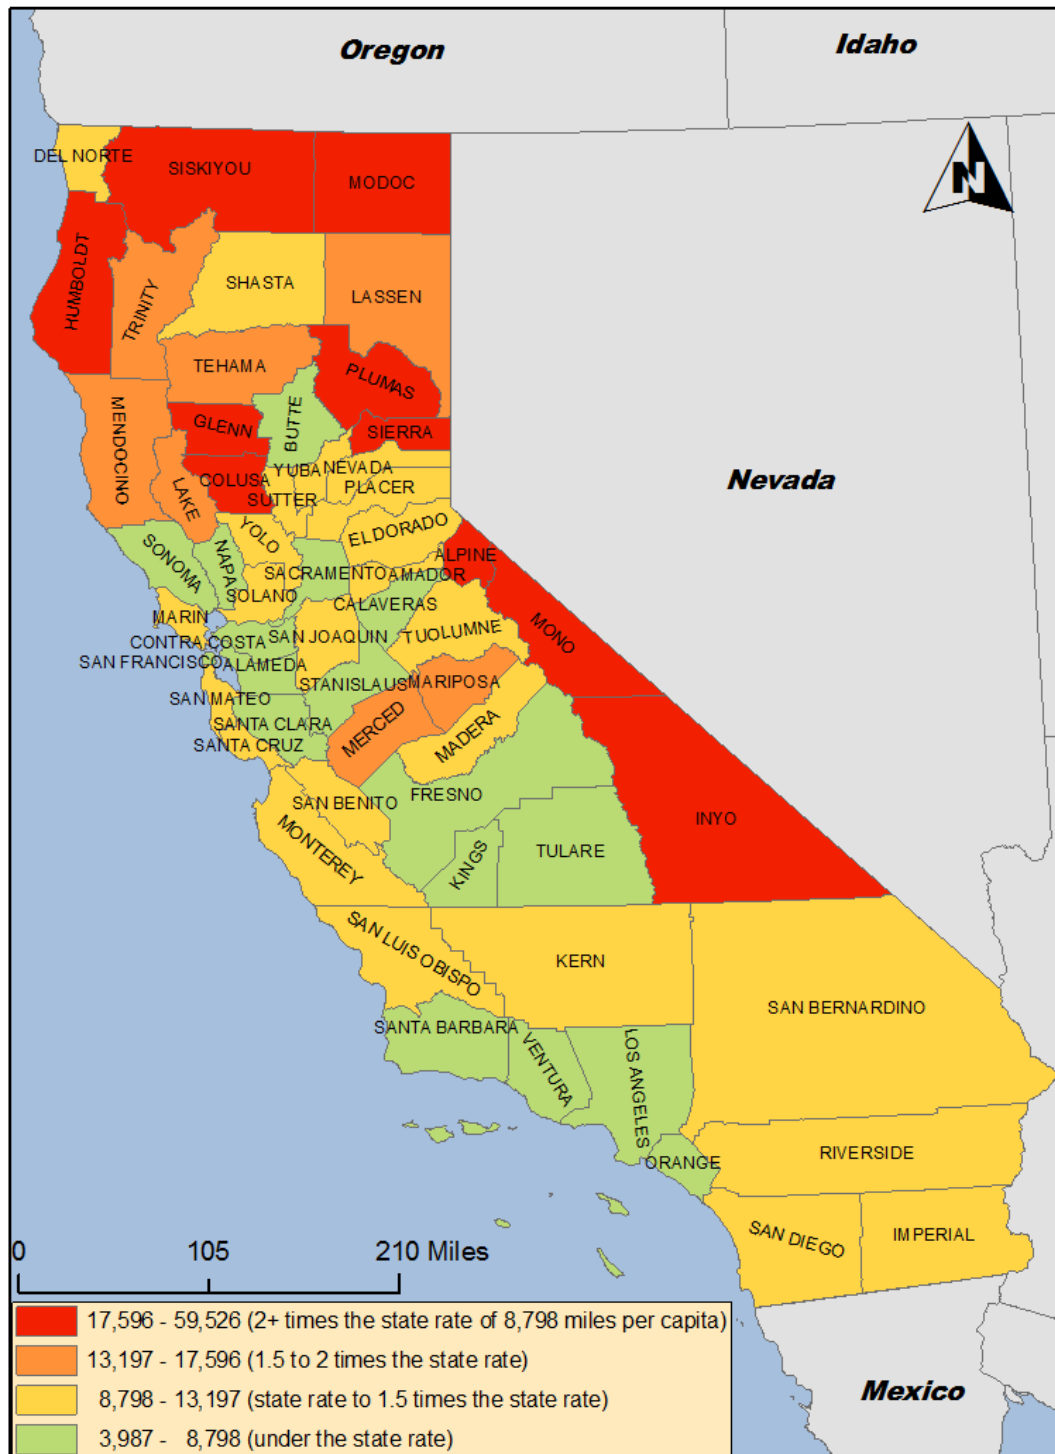 Oregon
Idaho
N
DEL NORTE
SISKIYOU
MODOC
HUMBOLDT
TRINITY
SHASTA
LASSEN
TEHAMA
PLUMAS
MENDOCINO
GLENN
BUTTE
SIERRA
COLUSA
LAKE
YUBA
NEVADA
SUTTER
PLACER
Nevada
YOLO
EL DORADO
SONOMA
NAPA
ALPINE
SACRAMENTO
AMADOR
SOLANO
CALAVERAS
MARIN
MONO
CONTRA COSTA
SAN JOAQUIN
TUOLUMNE
SAN FRANCISCO
ALAMEDA
STANISLAUS
MARIPOSA
SAN MATEO
SANTA CLARA
MERCED
MADERA
SANTA CRUZ
FRESNO
SAN BENITO
INYO
MONTEREY
KINGS
TULARE
SAN LUIS OBISPO
KERN
SAN BERNARDINO
SANTA BARBARA
VENTURA
LOS ANGELES
ORANGE
RIVERSIDE
SAN DIEGO
IMPERIAL
0 105 210 Miles
17,596 - 59,526 (2+ times the state rate of 8,798 miles per capita)
13,197 - 17,596 (1.5 to 2 times the state rate)
8,798 - 13,197 (state rate to 1.5 times the state rate)
3,987 - 8,798 (under the state rate)
Mexico